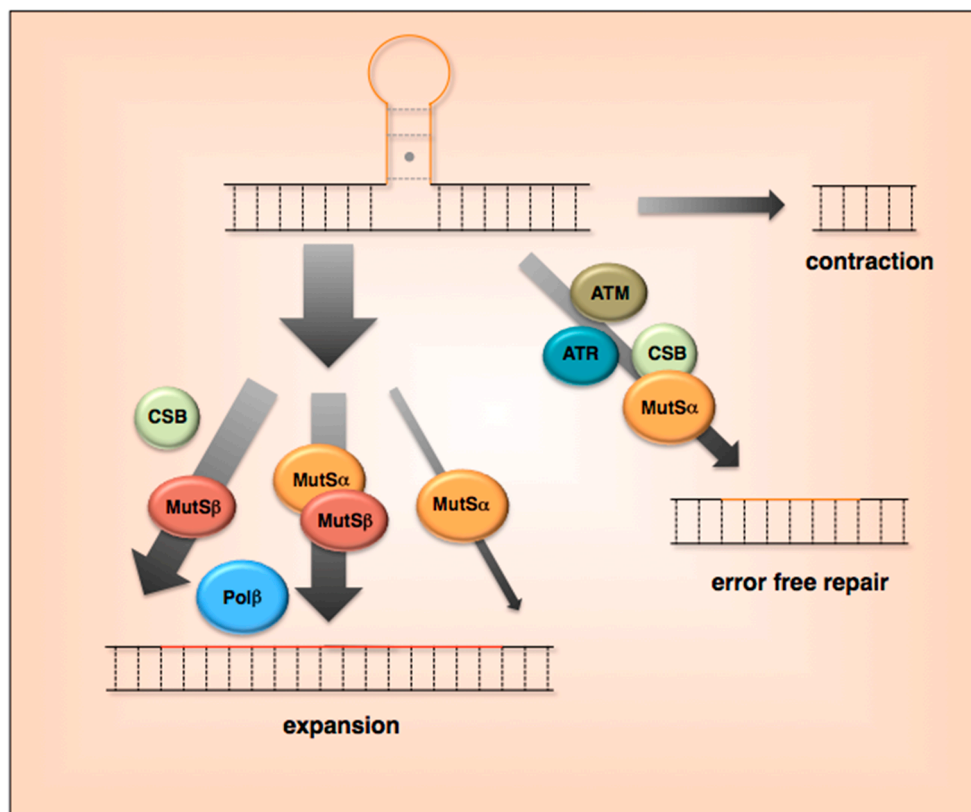 contraction
ATM
ATR
CSB
MutSα
CSB
MutSα
MutSβ
MutSβ
MutSα
Polβ
error free repair
expansion